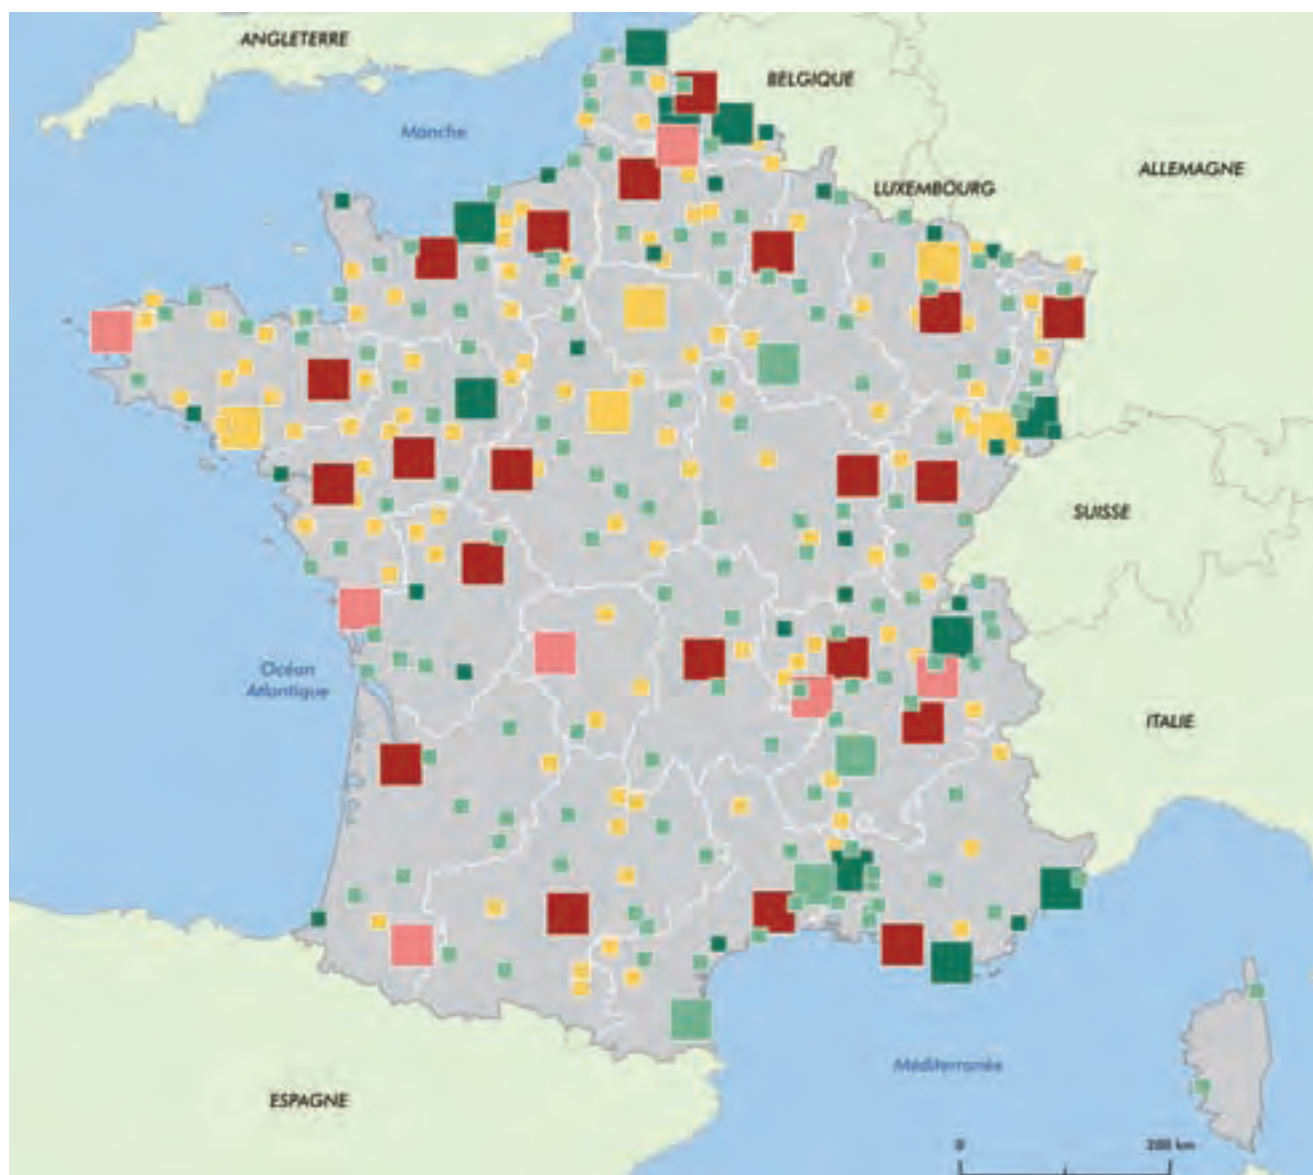 ANGLETERRE
BELGIQUE
Manche
ALLEMAGNE
LUXEMBOURG
SUISSE
Océan
Atlantique
ITALIE
Méditerranée
ESPAGNE
0 200 km